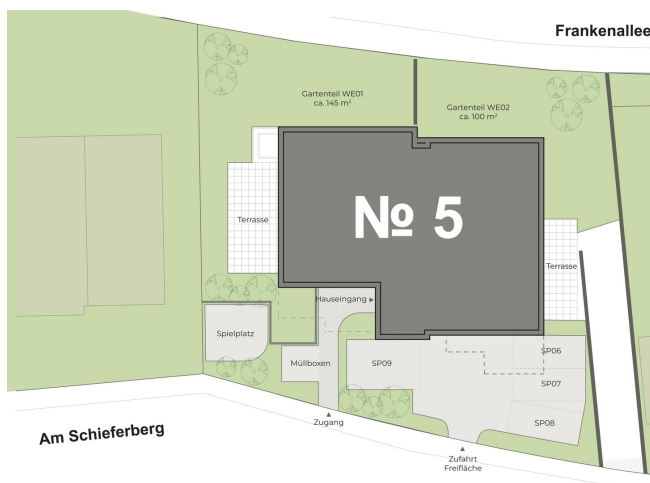 Frankenallee
Gartenteil WE01
ca. 145 m²
Gartenteil WE02
ca. 100 m²
№ 5
Terrasse
Terrasse
Hauseingang
Spielplatz
Müllboxen
SP09
SP06
SP07
SP08
Zugang
Zufahrt
Freifläche
Am Schieferberg